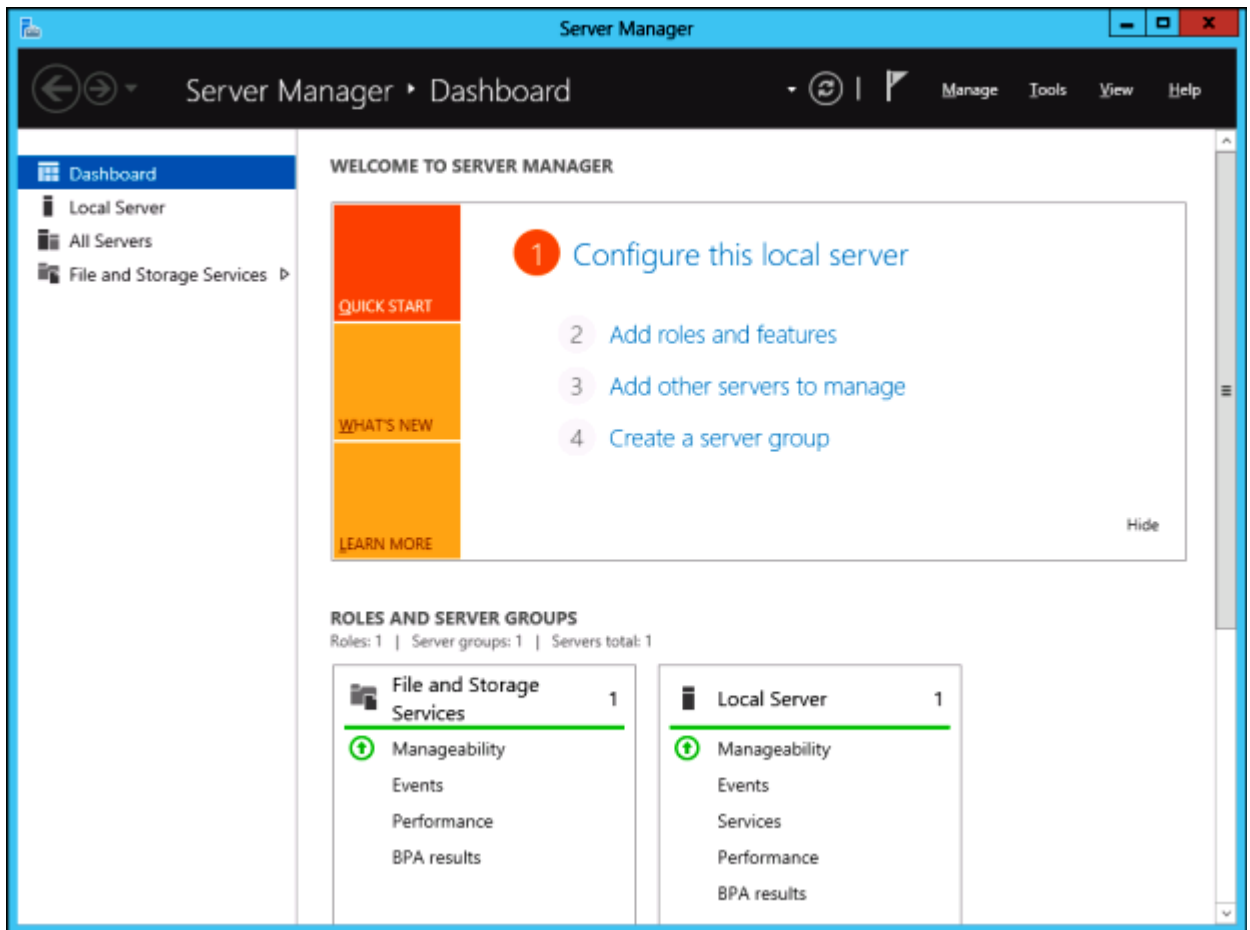 Server Manager
Server Manager ‣ Dashboard
Manage Tools View Help
Dashboard
Local Server
All Servers
File and Storage Services
WELCOME TO SERVER MANAGER
QUICK START
WHAT'S NEW
LEARN MORE
1 Configure this local server
2 Add roles and features
3 Add other servers to manage
4 Create a server group
Hide
ROLES AND SERVER GROUPS
Roles: 1 | Server groups: 1 | Servers total: 1
File and Storage
Services 1
Manageability
Events
Performance
BPA results
Local Server 1
Manageability
Events
Services
Performance
BPA results